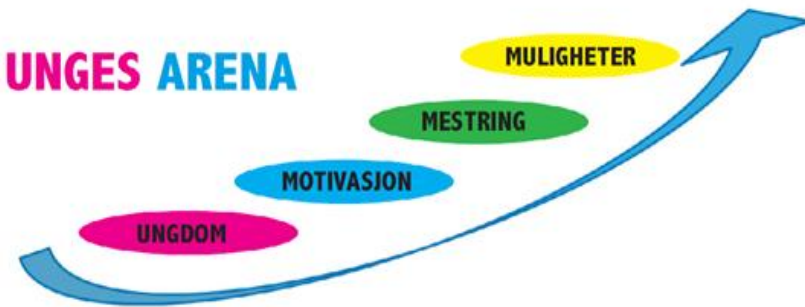 UNGES ARENA
MULIGHETER
MESTRING
MOTIVASJON
UNGDOM